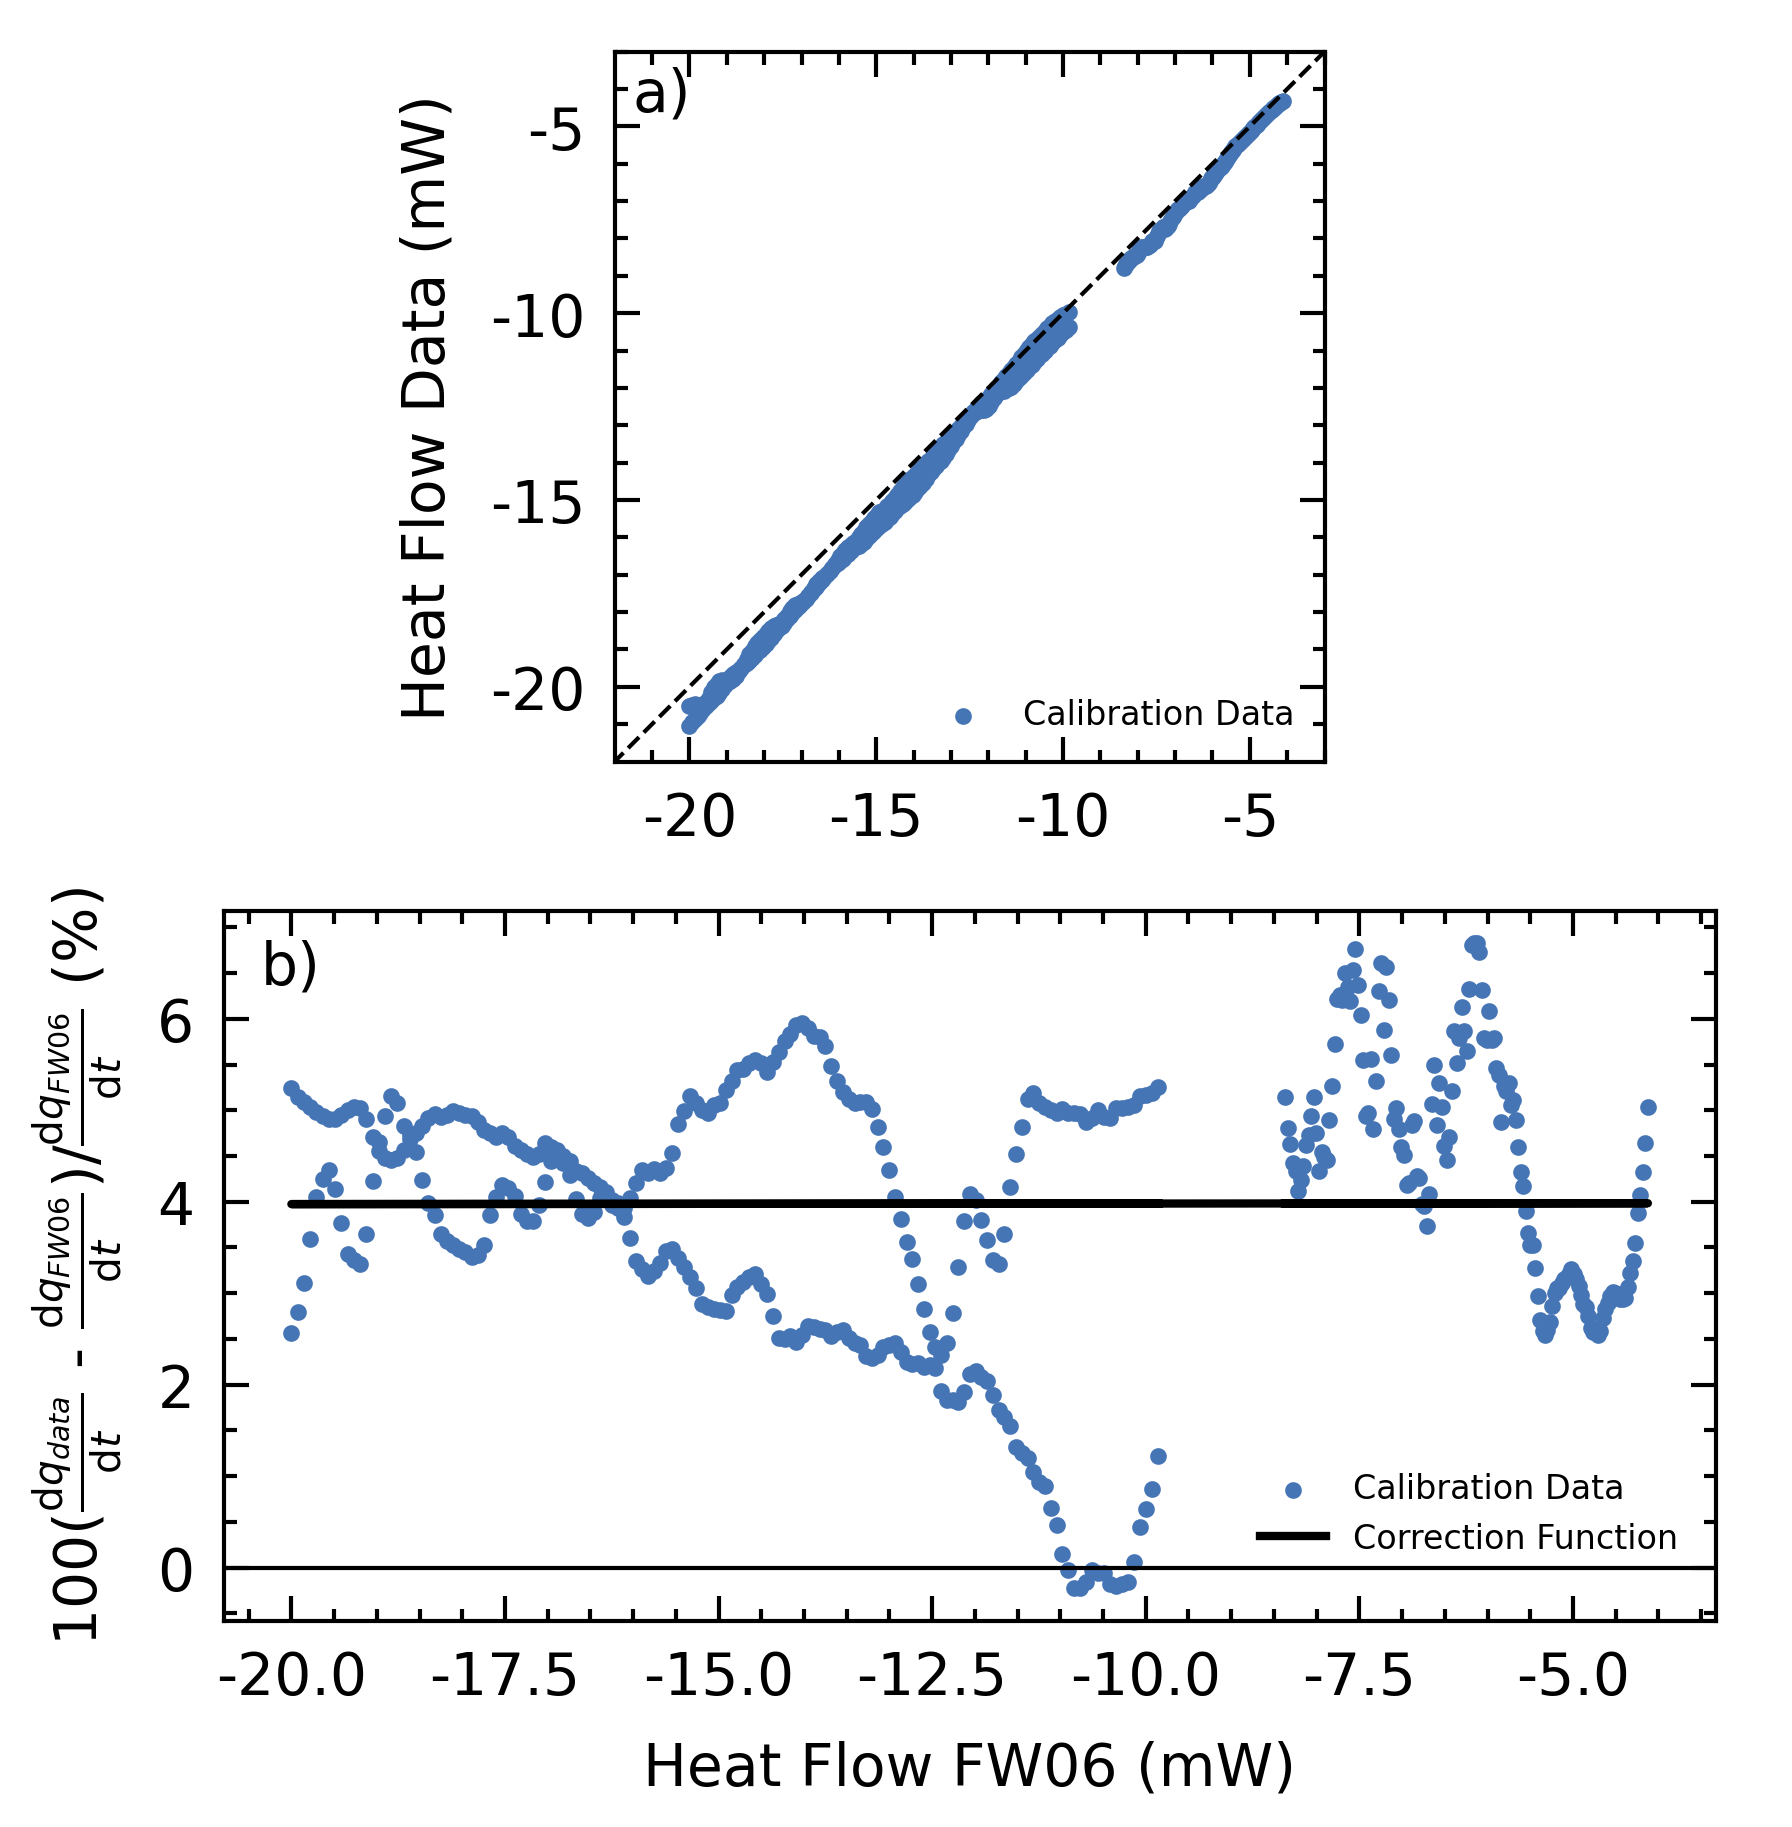 a)
Heat Flow Data (mW)
-5
-10
-15
-20
Calibration Data
-20 -15 -10 -5
b)
100(dq_data/dt - dq_FW06/dt)/dq_FW06/dt (%)
6
4
2
0
Calibration Data
Correction Function
-20.0 -17.5 -15.0 -12.5 -10.0 -7.5 -5.0
Heat Flow FW06 (mW)